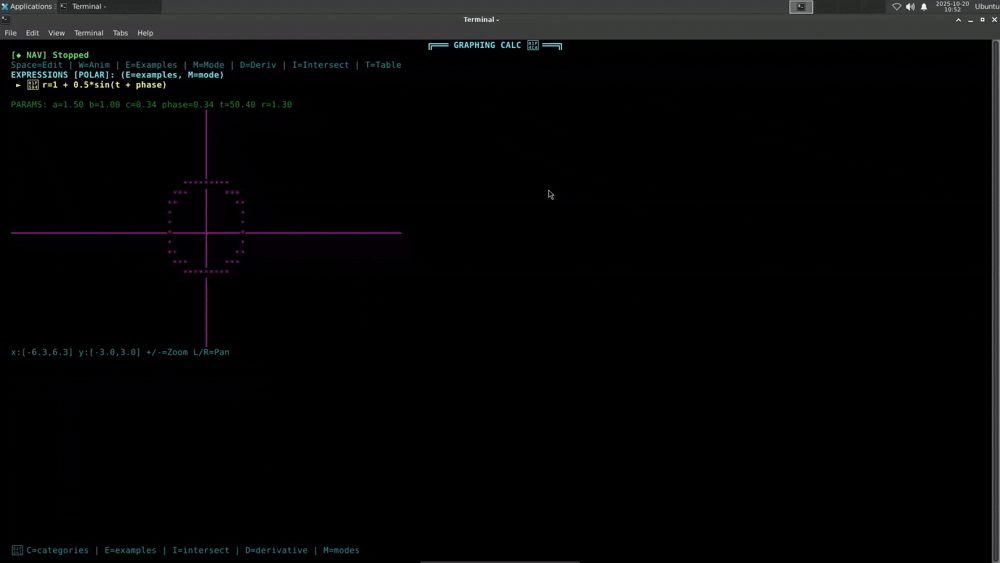 Applications
Terminal -
2025-10-20
10:52
Ubuntu
Terminal -
File Edit View Terminal Tabs Help
GRAPHING CALC
[◆ NAV] Stopped
Space=Edit | W=Anim | E=Examples | M=Mode | D=Deriv | I=Intersect | T=Table
EXPRESSIONS [POLAR]: (E=examples, M=mode)
► r=1 + 0.5*sin(t + phase)
PARAMS: a=1.50 b=1.00 c=0.34 phase=0.34 t=50.40 r=1.30
x:[-6.3,6.3] y:[-3.0,3.0] +/-=Zoom L/R=Pan
C=categories | E=examples | I=intersect | D=derivative | M=modes